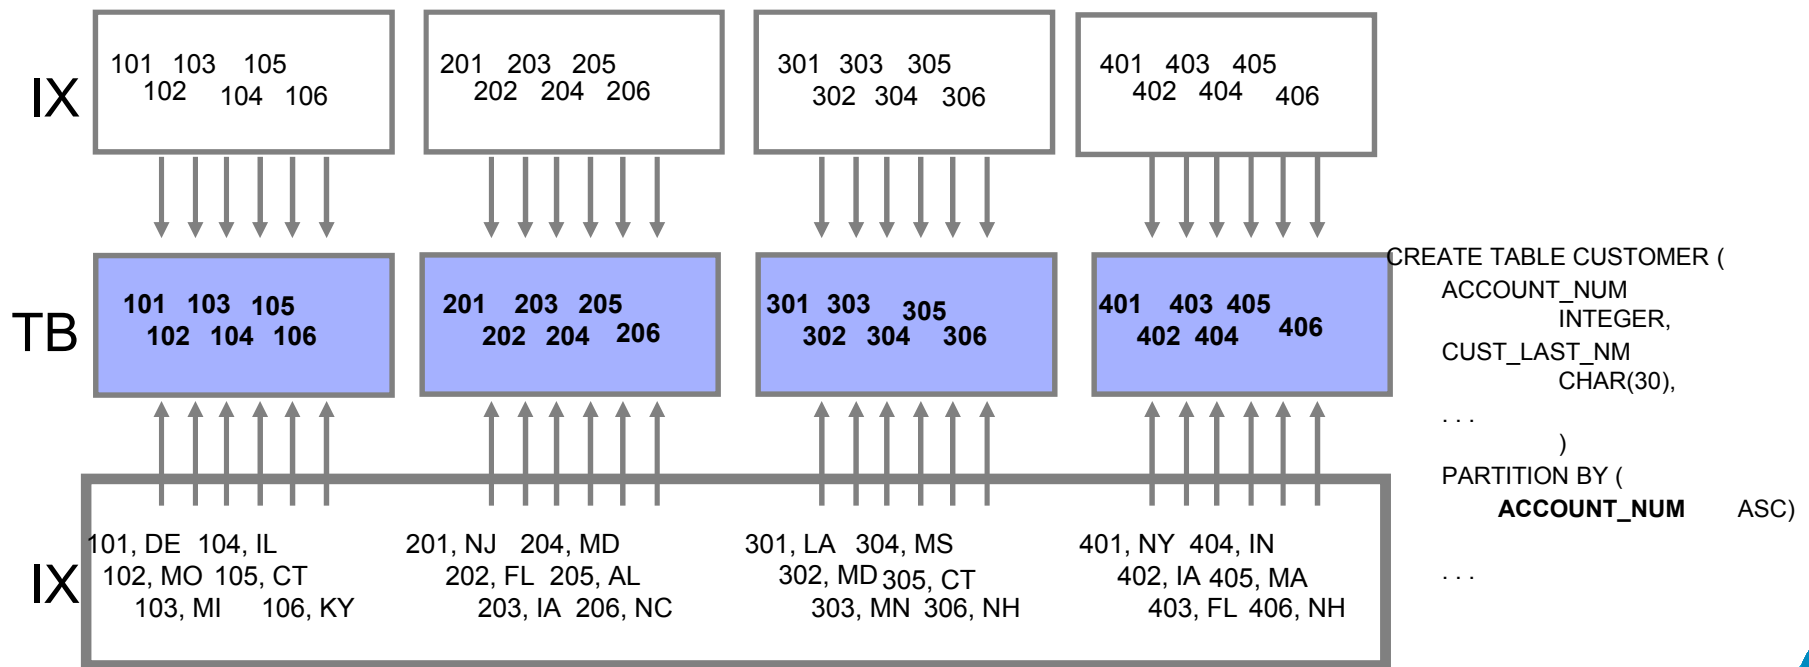 IX
101 103 105
102 104 106
201 203 205
202 204 206
301 303 305
302 304 306
401 403 405
402 404 406
TB
101 103 105
102 104 106
201 203 205
202 204 206
301 303 305
302 304 306
401 403 405
402 404 406
IX
101, DE 104, IL
102, MO 105, CT
103, MI 106, KY
201, NJ 204, MD
202, FL 205, AL
203, IA 206, NC
301, LA 304, MS
302, MD 305, CT
303, MN 306, NH
401, NY 404, IN
402, IA 405, MA
403, FL 406, NH
CREATE TABLE CUSTOMER (
ACCOUNT_NUM
INTEGER,
CUST_LAST_NM
CHAR(30),
. . .
)
PARTITION BY (
ACCOUNT_NUM ASC)
. . .